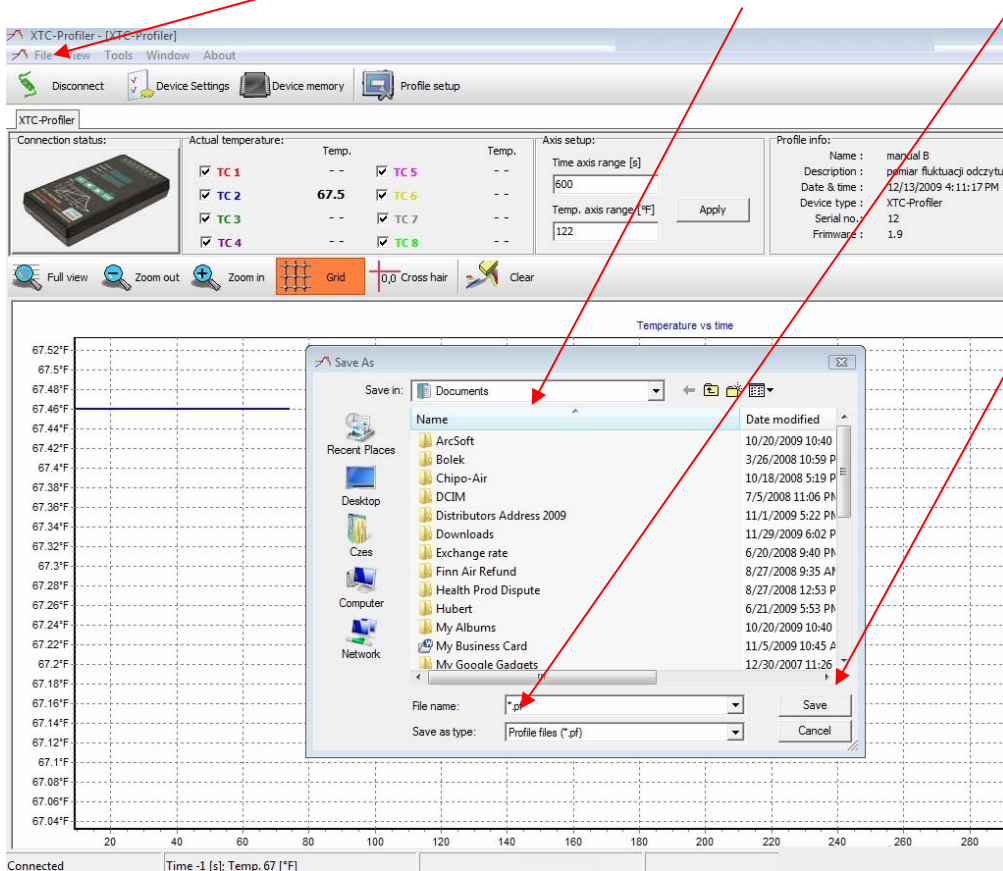 XTC-Profiler - [XTC-Profiler]
File View Tools Window About
Disconnect Device Settings Device memory Profile setup
XTC-Profiler
Connection status:
Actual temperature:
Temp. Temp.
TC 1 - - TC 5 - -
TC 2 67.5 TC 6 - -
TC 3 - - TC 7 - -
TC 4 - - TC 8 - -
Axis setup:
Time axis range [s]
600
Temp. axis range [°F] Apply
122
Profile info:
Name : manual B
Description : pomiar fluktuacji odczytu
Date & time : 12/13/2009 4:11:17 PM
Device type : XTC-Profiler
Serial no.: 12
Frimware : 1.9
Full view Zoom out Zoom in Grid 0,0 Cross hair Clear
Temperature vs time
67.52°F
67.5°F
67.48°F
67.46°F
67.44°F
67.42°F
67.4°F
67.38°F
67.36°F
67.34°F
67.32°F
67.3°F
67.28°F
67.26°F
67.24°F
67.22°F
67.2°F
67.18°F
67.16°F
67.14°F
67.12°F
67.1°F
67.08°F
67.06°F
67.04°F
Save As
Save in: Documents
Recent Places
Desktop
Czes
Computer
Network
Name Date modified
ArcSoft 10/20/2009 10:40
Bolek 3/26/2008 10:59 P
Chipo-Air 10/18/2008 5:19 P
DCIM 7/5/2008 11:06 PM
Distributors Address 2009 11/1/2009 5:22 PM
Downloads 11/29/2009 6:02 P
Exchange rate 6/20/2008 9:40 PM
Finn Air Refund 8/27/2008 9:35 AM
Health Prod Dispute 8/27/2008 12:53 P
Hubert 6/21/2009 5:53 PM
My Albums 10/20/2009 10:40
My Business Card 11/5/2009 10:45 A
My Google Gadgets 12/30/2007 11:26
File name: *.pf Save
Save as type: Profile files (*.pf) Cancel
20 40 60 80 100 120 140 160 180 200 220 240 260 280
Connected Time -1 [s]; Temp. 67 [°F]